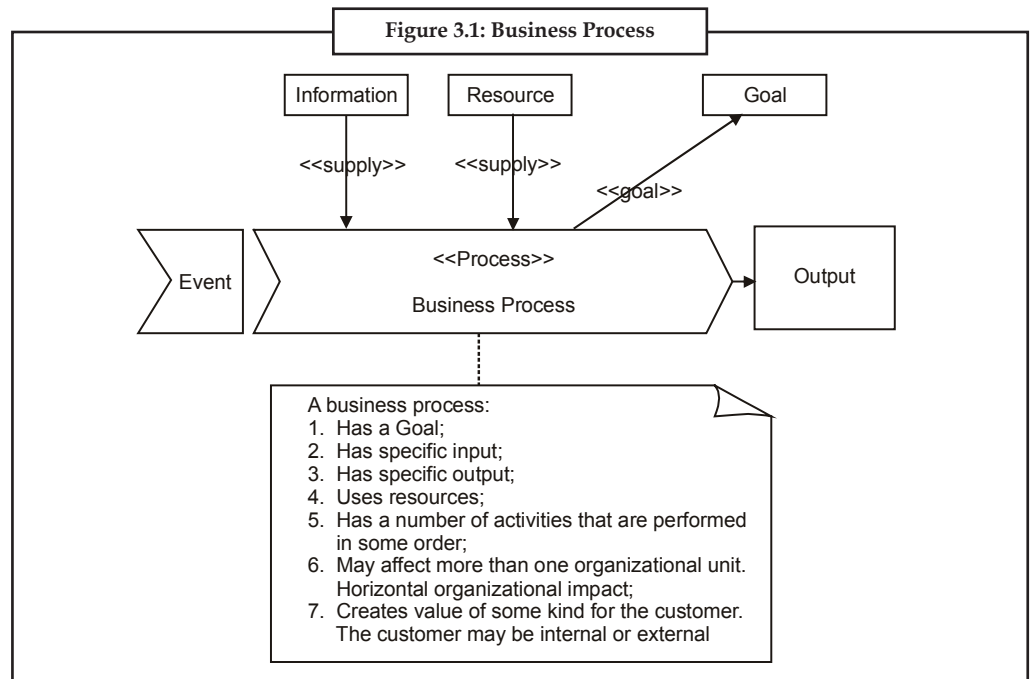 Figure 3.1: Business Process
Information
Resource
Goal
<<supply>>
<<supply>>
<<goal>>
<<Process>>
Event
Business Process
Output
A business process:
1. Has a Goal;
2. Has specific input;
3. Has specific output;
4. Uses resources;
5. Has a number of activities that are performed
in some order;
6. May affect more than one organizational unit.
Horizontal organizational impact;
7. Creates value of some kind for the customer.
The customer may be internal or external